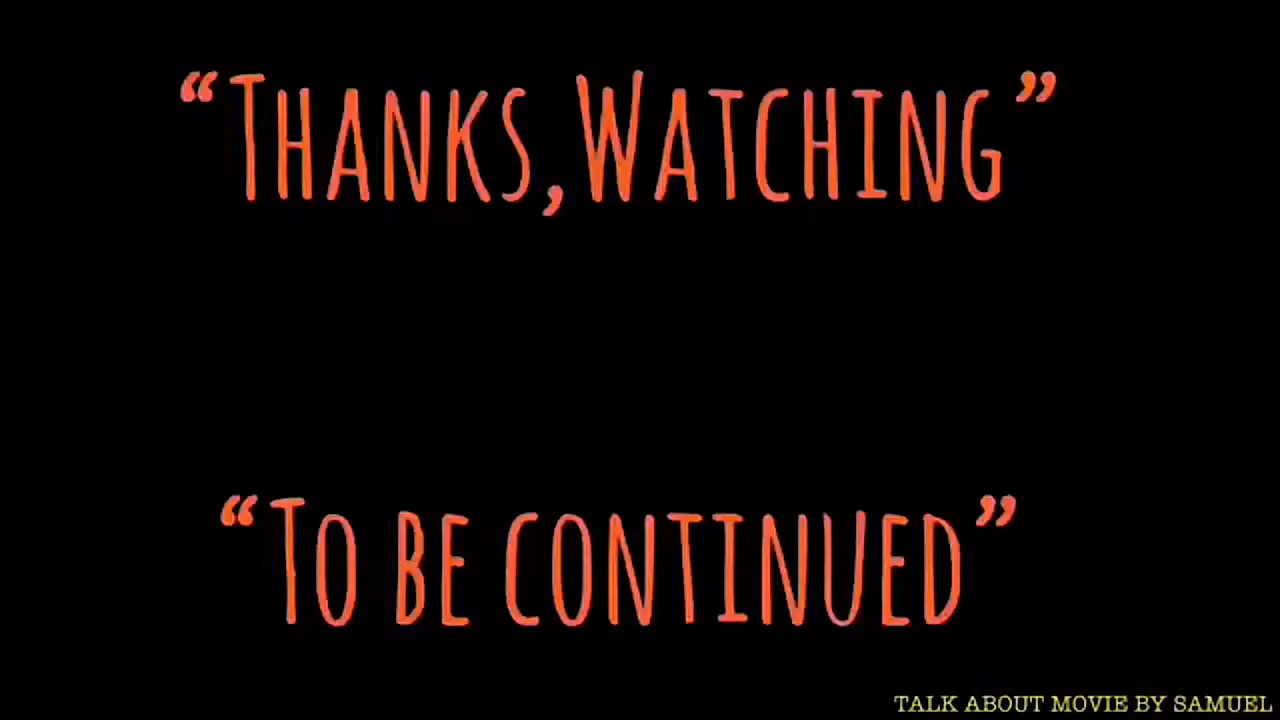 “THANKS,WATCHING”
“TO BE CONTINUED”
TALK ABOUT MOVIE BY SAMUEL